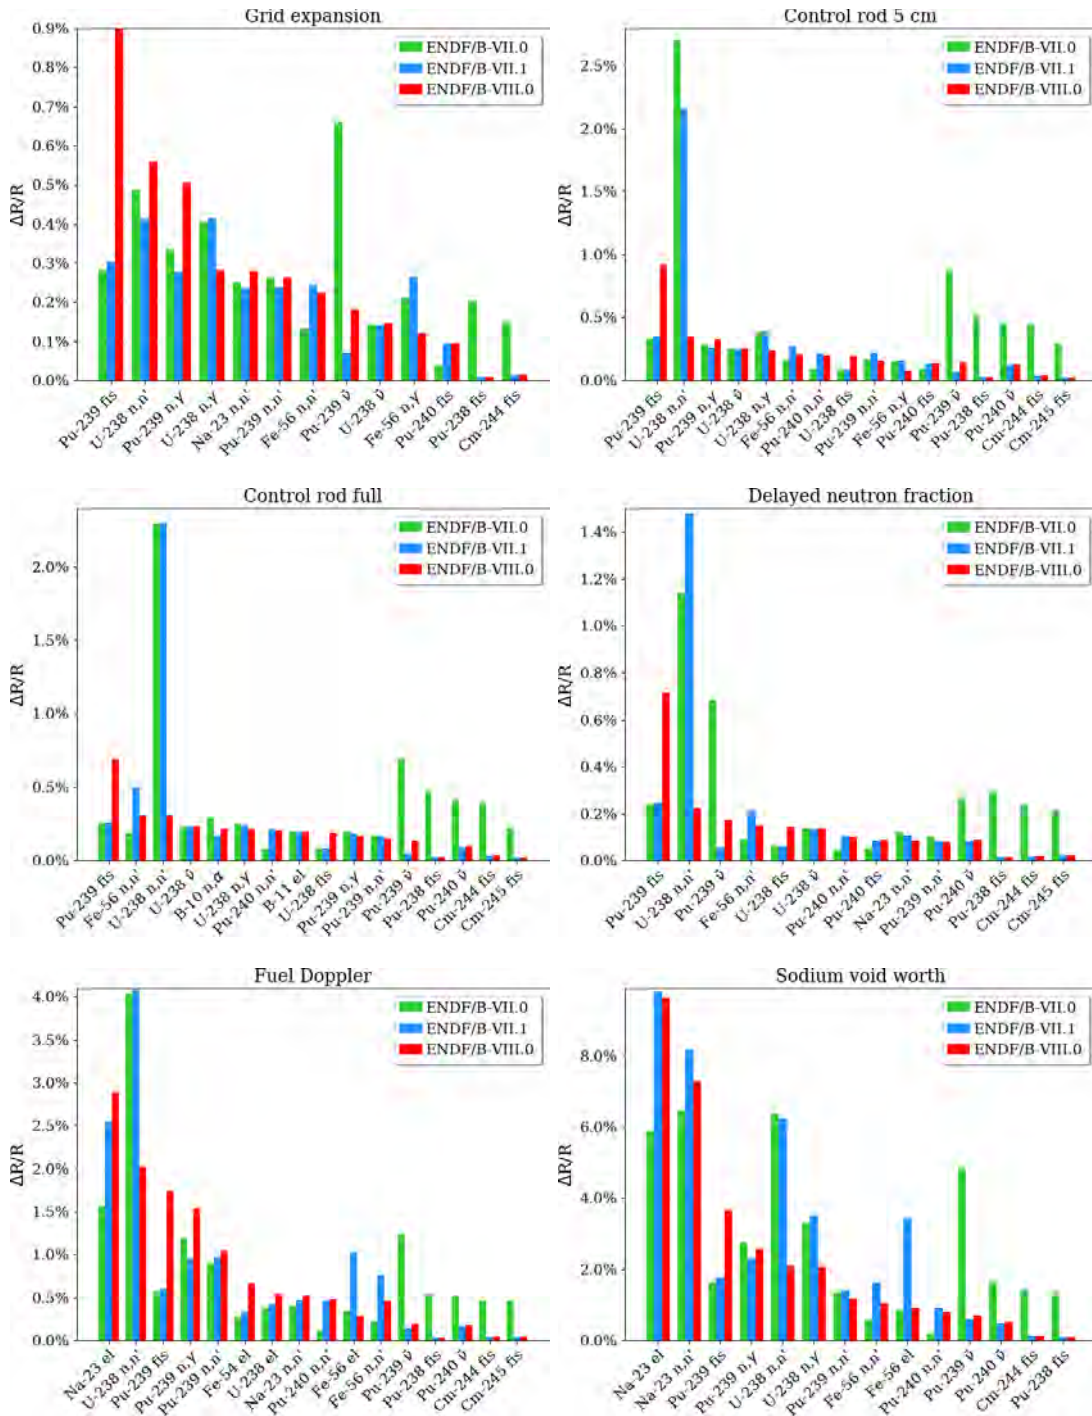 Grid expansion
ΔR/R
0.9%
0.8%
0.7%
0.6%
0.5%
0.4%
0.3%
0.2%
0.1%
0.0%
ENDF/B-VII.0
ENDF/B-VII.1
ENDF/B-VIII.0
Pu-239 fis
U-238 n,n'
Pu-239 n,γ
U-238 n,γ
Na-23 n,n'
Pu-239 n,n'
Fe-56 n,n'
Pu-239 ν̄
U-238 ν̄
Fe-56 n,γ
Pu-240 fis
Pu-238 fis
Cm-244 fis
Control rod 5 cm
ΔR/R
2.5%
2.0%
1.5%
1.0%
0.5%
0.0%
ENDF/B-VII.0
ENDF/B-VII.1
ENDF/B-VIII.0
Pu-239 fis
U-238 n,n'
Pu-239 n,γ
U-238 ν̄
U-238 n,γ
Fe-56 n,n'
Pu-240 n,n'
U-238 fis
Pu-239 n,n'
Fe-56 n,γ
Pu-240 fis
Pu-239 ν̄
Pu-238 fis
Pu-240 ν̄
Cm-244 fis
Cm-245 fis
Control rod full
ΔR/R
2.0%
1.5%
1.0%
0.5%
0.0%
ENDF/B-VII.0
ENDF/B-VII.1
ENDF/B-VIII.0
Pu-239 fis
Fe-56 n,n'
U-238 n,n'
U-238 ν̄
B-10 n,α
U-238 n,γ
Pu-240 n,n'
B-11 el
U-238 fis
Pu-239 n,γ
Pu-239 n,n'
Pu-239 ν̄
Pu-238 fis
Pu-240 ν̄
Cm-244 fis
Cm-245 fis
Delayed neutron fraction
ΔR/R
1.4%
1.2%
1.0%
0.8%
0.6%
0.4%
0.2%
0.0%
ENDF/B-VII.0
ENDF/B-VII.1
ENDF/B-VIII.0
Pu-239 fis
U-238 n,n'
Pu-239 ν̄
Fe-56 n,n'
U-238 fis
U-238 ν̄
Pu-240 n,n'
Pu-240 fis
Na-23 n,n'
Pu-239 n,n'
Pu-240 ν̄
Pu-238 fis
Cm-244 fis
Cm-245 fis
Fuel Doppler
ΔR/R
4.0%
3.5%
3.0%
2.5%
2.0%
1.5%
1.0%
0.5%
0.0%
ENDF/B-VII.0
ENDF/B-VII.1
ENDF/B-VIII.0
Na-23 el
U-238 n,n'
Pu-239 fis
Pu-239 n,γ
Pu-239 n,n'
Fe-54 el
U-238 el
Na-23 n,n'
Pu-240 n,n'
Fe-56 el
Fe-56 n,n'
Pu-239 ν̄
Pu-238 fis
Pu-240 ν̄
Cm-244 fis
Cm-245 fis
Sodium void worth
ΔR/R
8.0%
6.0%
4.0%
2.0%
0.0%
ENDF/B-VII.0
ENDF/B-VII.1
ENDF/B-VIII.0
Na-23 el
Na-23 n,n'
Pu-239 fis
Pu-239 n,γ
U-238 n,n'
U-238 n,γ
Pu-239 n,n'
Fe-56 n,n'
Fe-56 el
Pu-240 n,n'
Pu-239 ν̄
Pu-240 ν̄
Cm-244 fis
Pu-238 fis